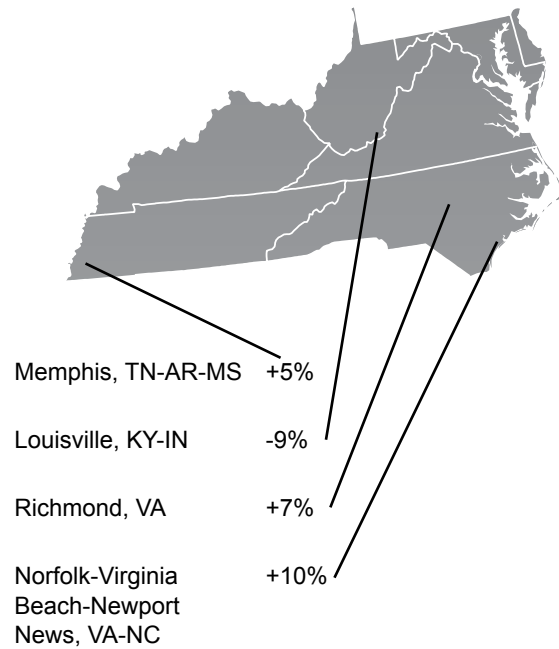 Memphis, TN-AR-MS +5%
Louisville, KY-IN -9%
Richmond, VA +7%
Norfolk-Virginia +10%
Beach-Newport
News, VA-NC